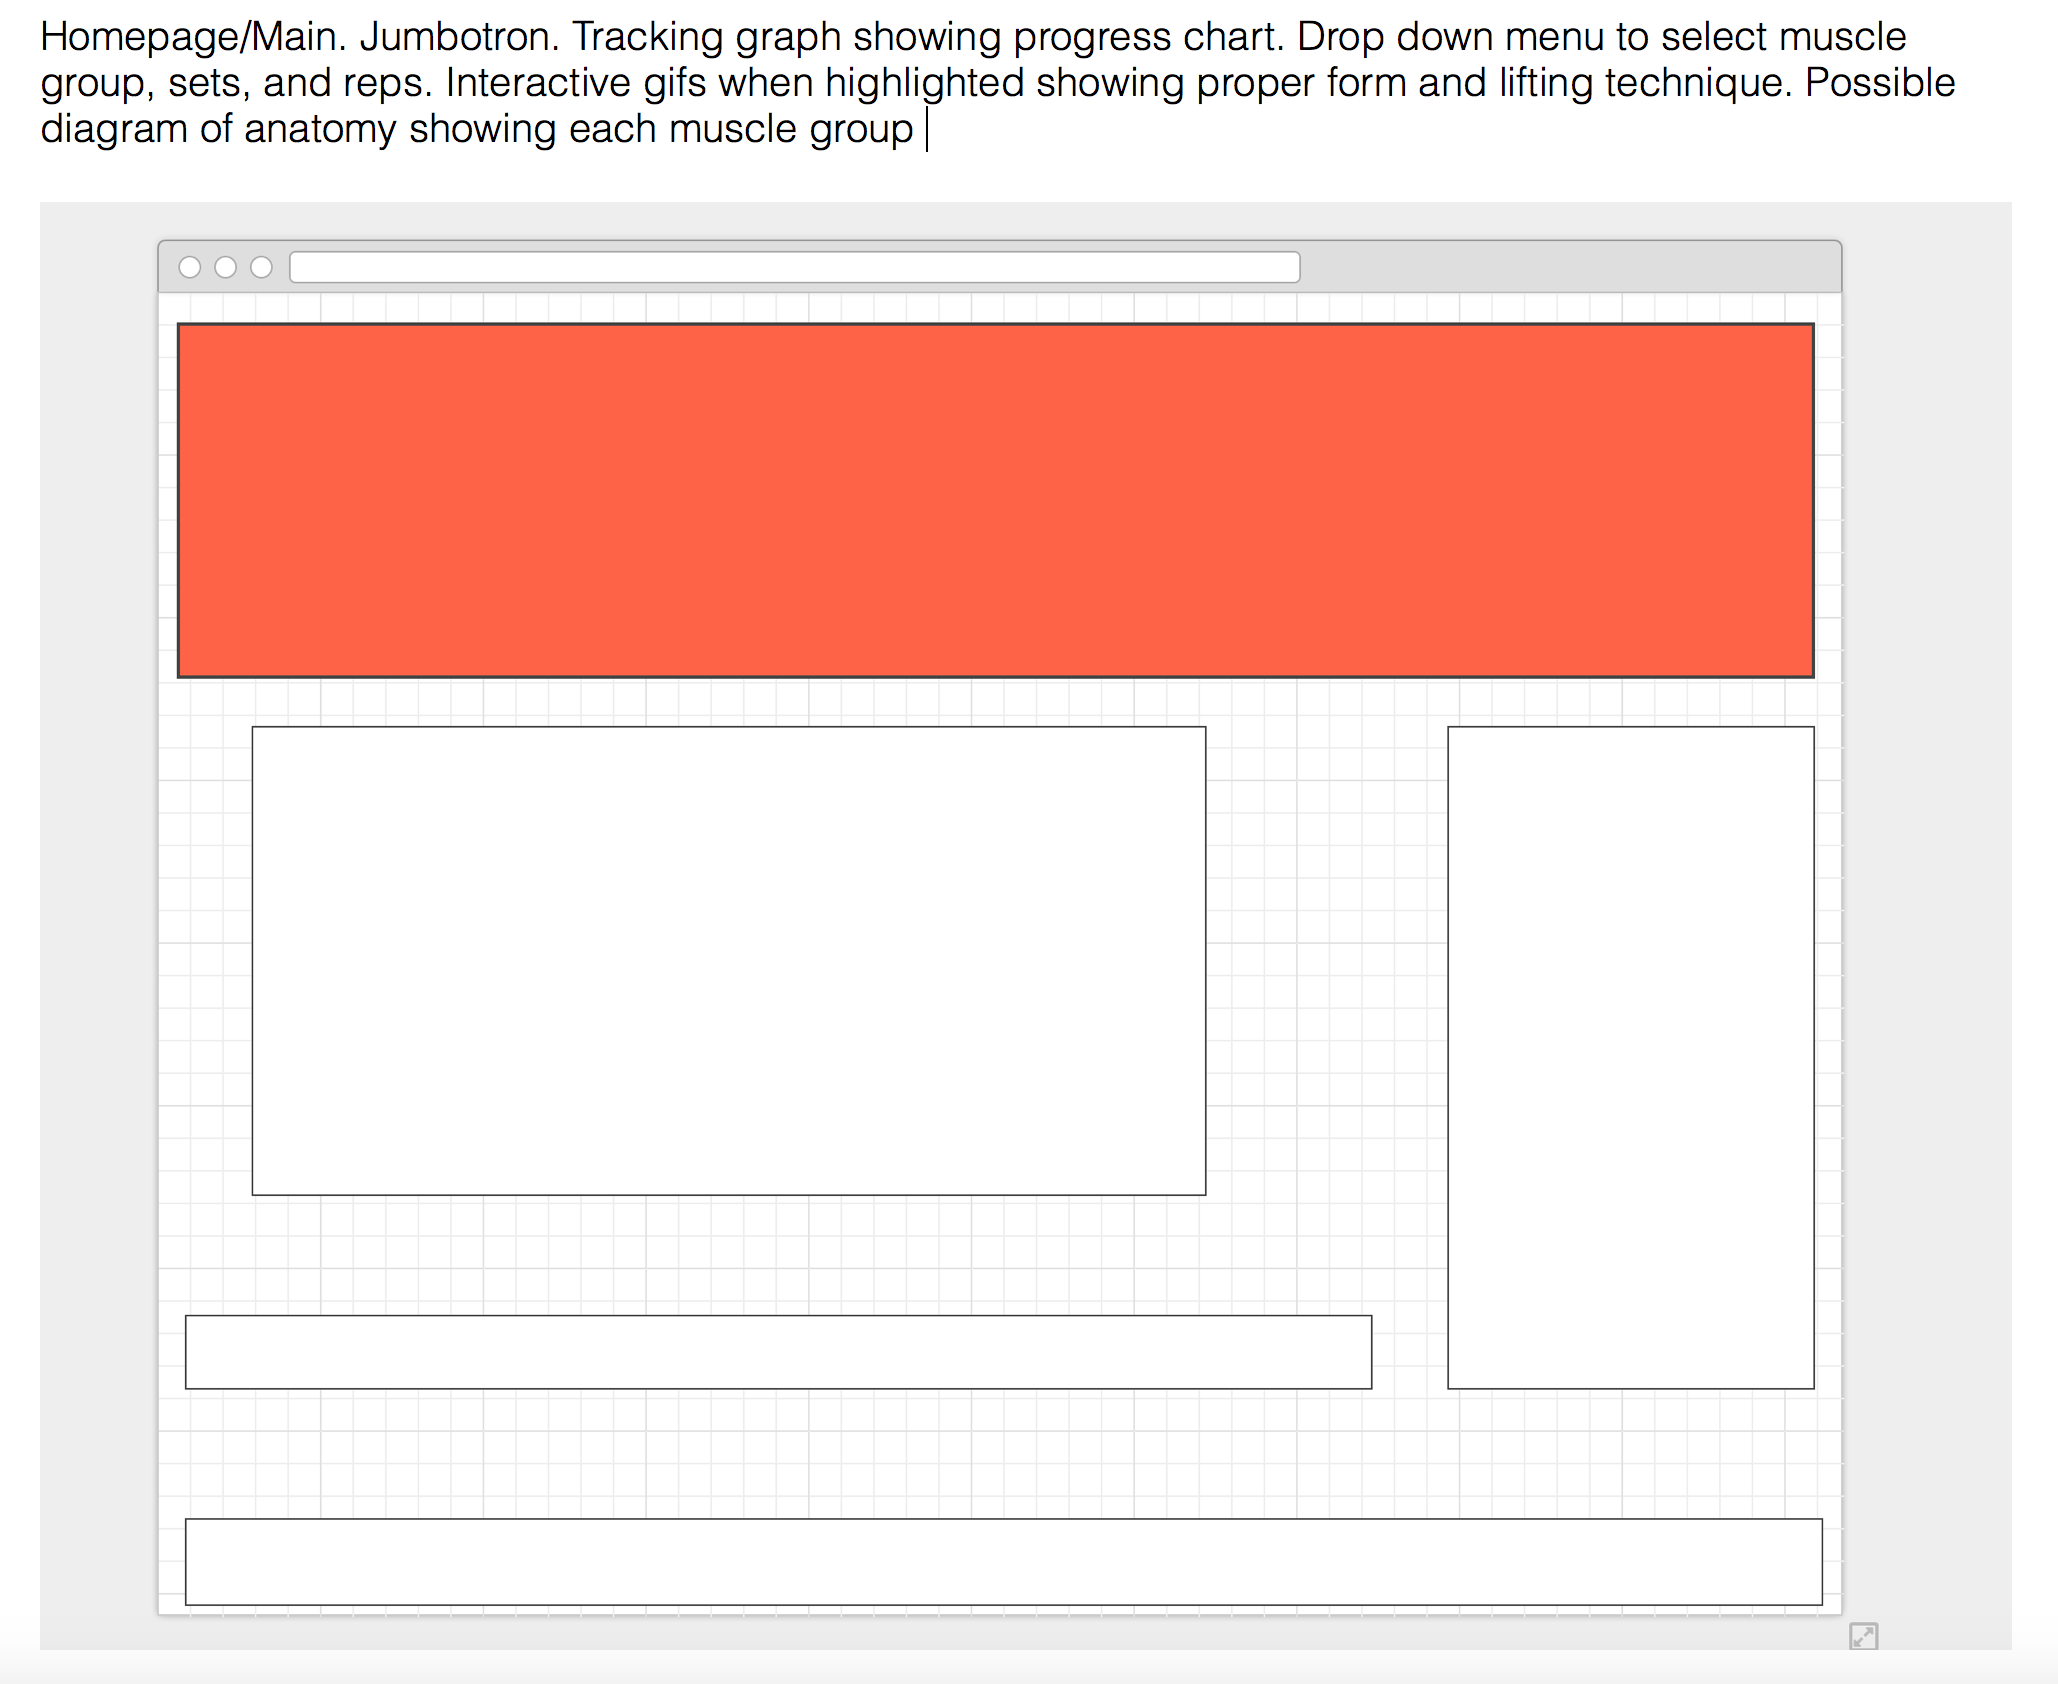 Homepage/Main. Jumbotron. Tracking graph showing progress chart. Drop down menu to select muscle
group, sets, and reps. Interactive gifs when highlighted showing proper form and lifting technique. Possible
diagram of anatomy showing each muscle group